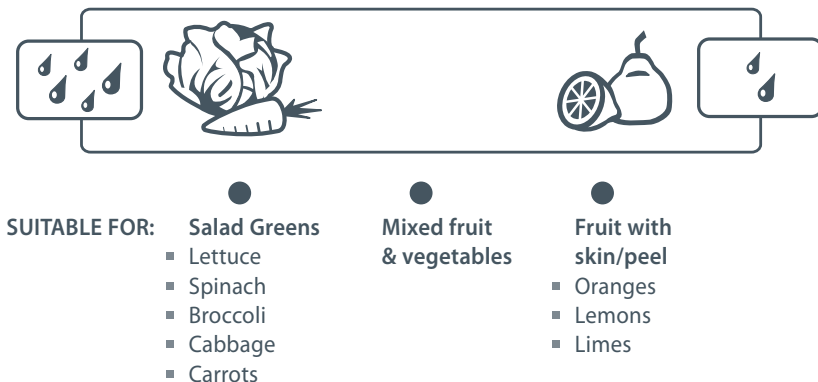 SUITABLE FOR:
Salad Greens
▪ Lettuce
▪ Spinach
▪ Broccoli
▪ Cabbage
▪ Carrots
Mixed fruit
& vegetables
Fruit with
skin/peel
▪ Oranges
▪ Lemons
▪ Limes